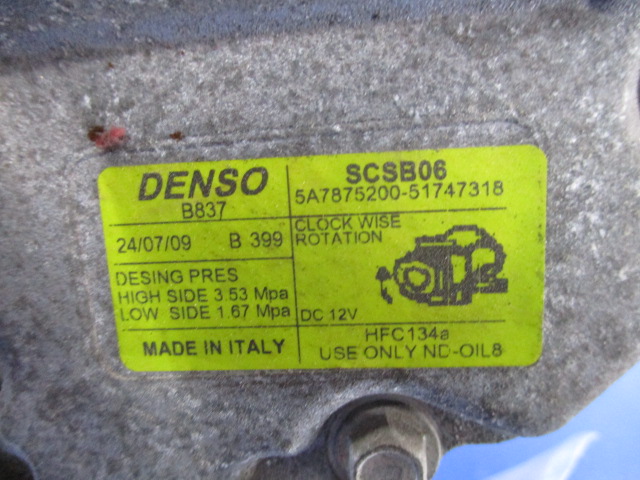 DENSO
B837
24/07/09 B 399
DESING PRES
HIGH SIDE 3.53 Mpa
LOW SIDE 1.67 Mpa
MADE IN ITALY
SCSB06
5A7875200-51747318
CLOCK WISE
ROTATION
DC 12V
HFC134a
USE ONLY ND-OIL8